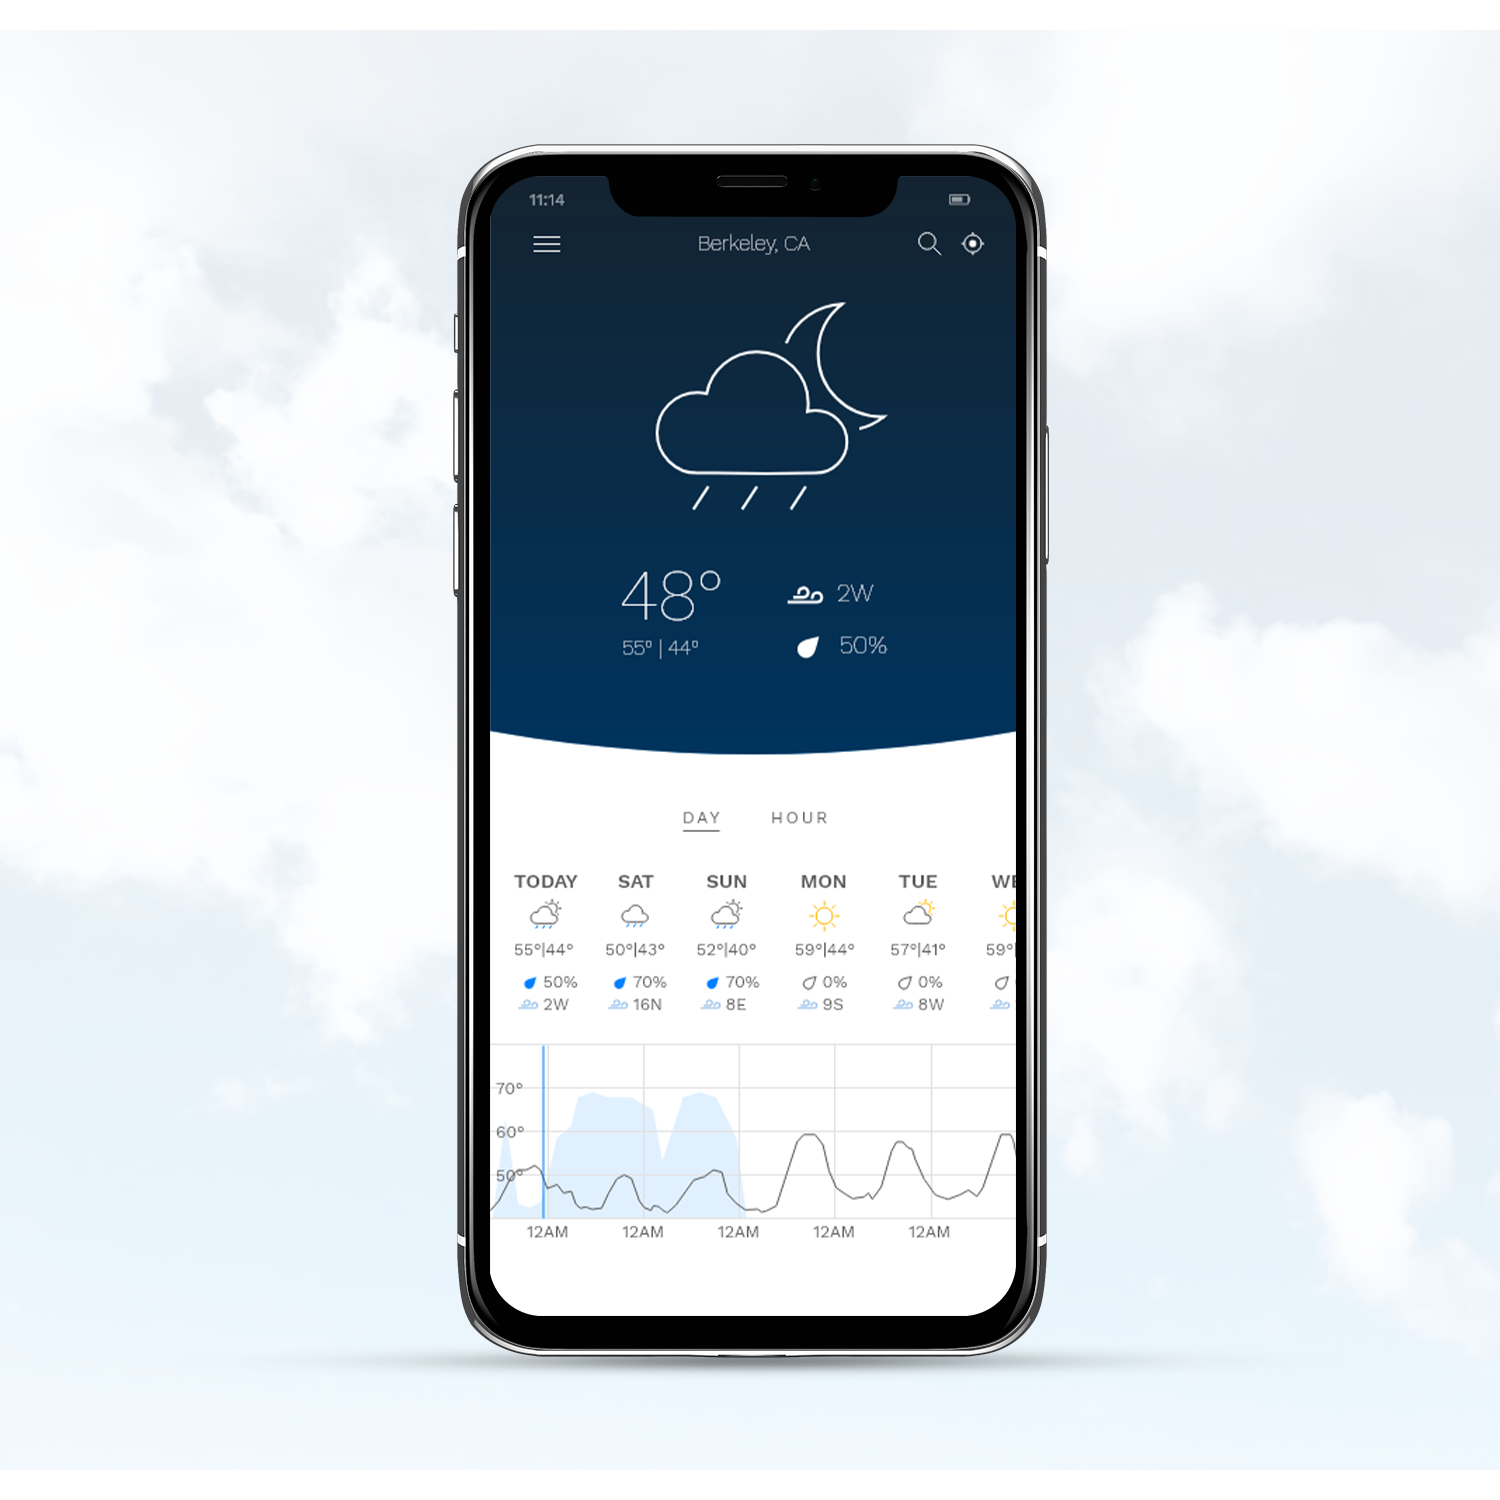 11:14
Berkeley, CA
48°
2W
55° | 44°
50%
DAY HOUR
TODAY SAT SUN MON TUE WE
55°|44° 50°|43° 52°|40° 59°|44° 57°|41° 59°|
50% 70% 70% 0% 0%
2W 16N 8E 9S 8W
70°
60°
50°
12AM 12AM 12AM 12AM 12AM